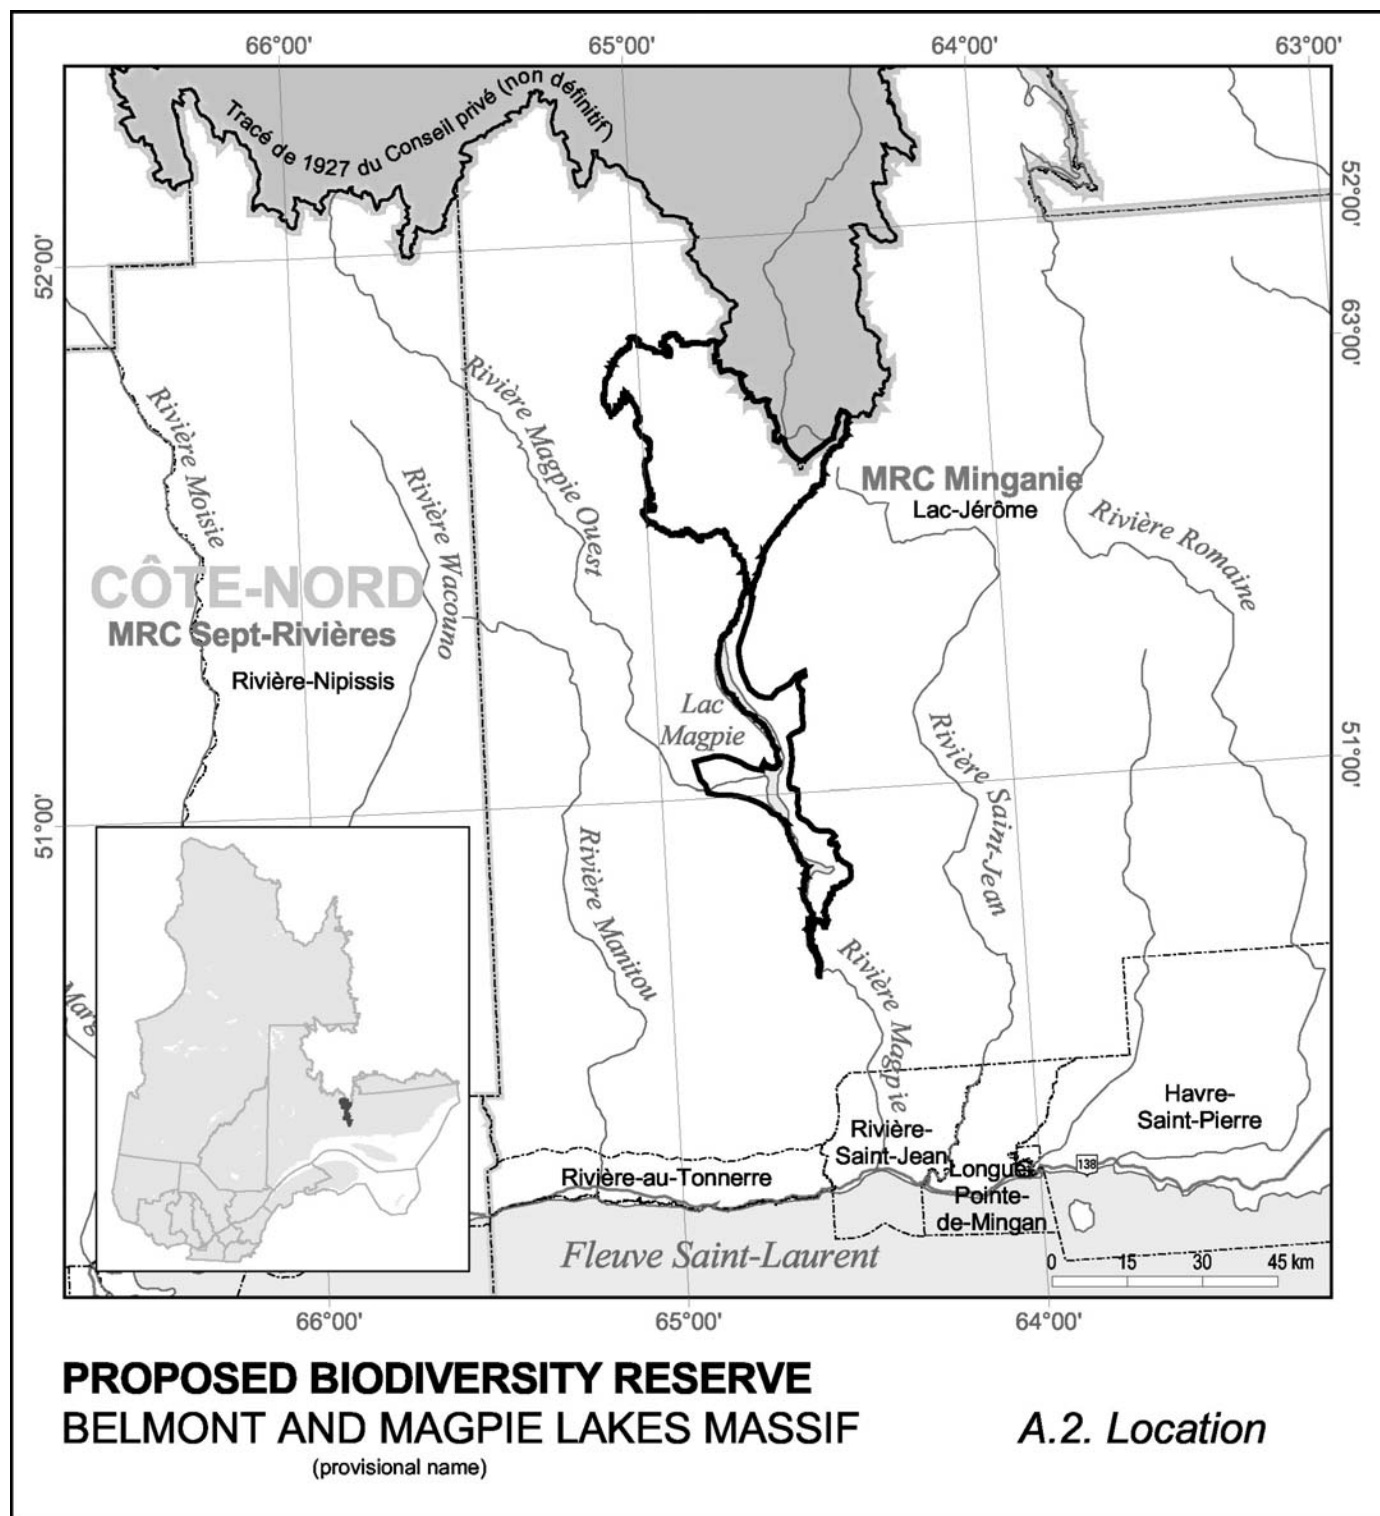 66°00'
65°00'
64°00'
63°00'
Tracé de 1927 du Conseil privé (non définitif)
52°00'
52°00'
63°00'
Rivière Moisie
Rivière Wacouno
Rivière Magpie Ouest
MRC Minganie
Lac-Jérôme
Rivière Romaine
CÔTE-NORD
MRC Sept-Rivières
Rivière-Nipissis
Lac
Magpie
Rivière Saint-Jean
51°00'
51°00'
Rivière Manitou
Rivière Magpie
Marg
Havre-
Saint-Pierre
Rivière-
Saint-Jean
Rivière-au-Tonnerre
Longue-
Pointe-
de-Mingan
138
Fleuve Saint-Laurent
0 15 30 45 km
66°00'
65°00'
64°00'
PROPOSED BIODIVERSITY RESERVE
BELMONT AND MAGPIE LAKES MASSIF
(provisional name)
A.2. Location